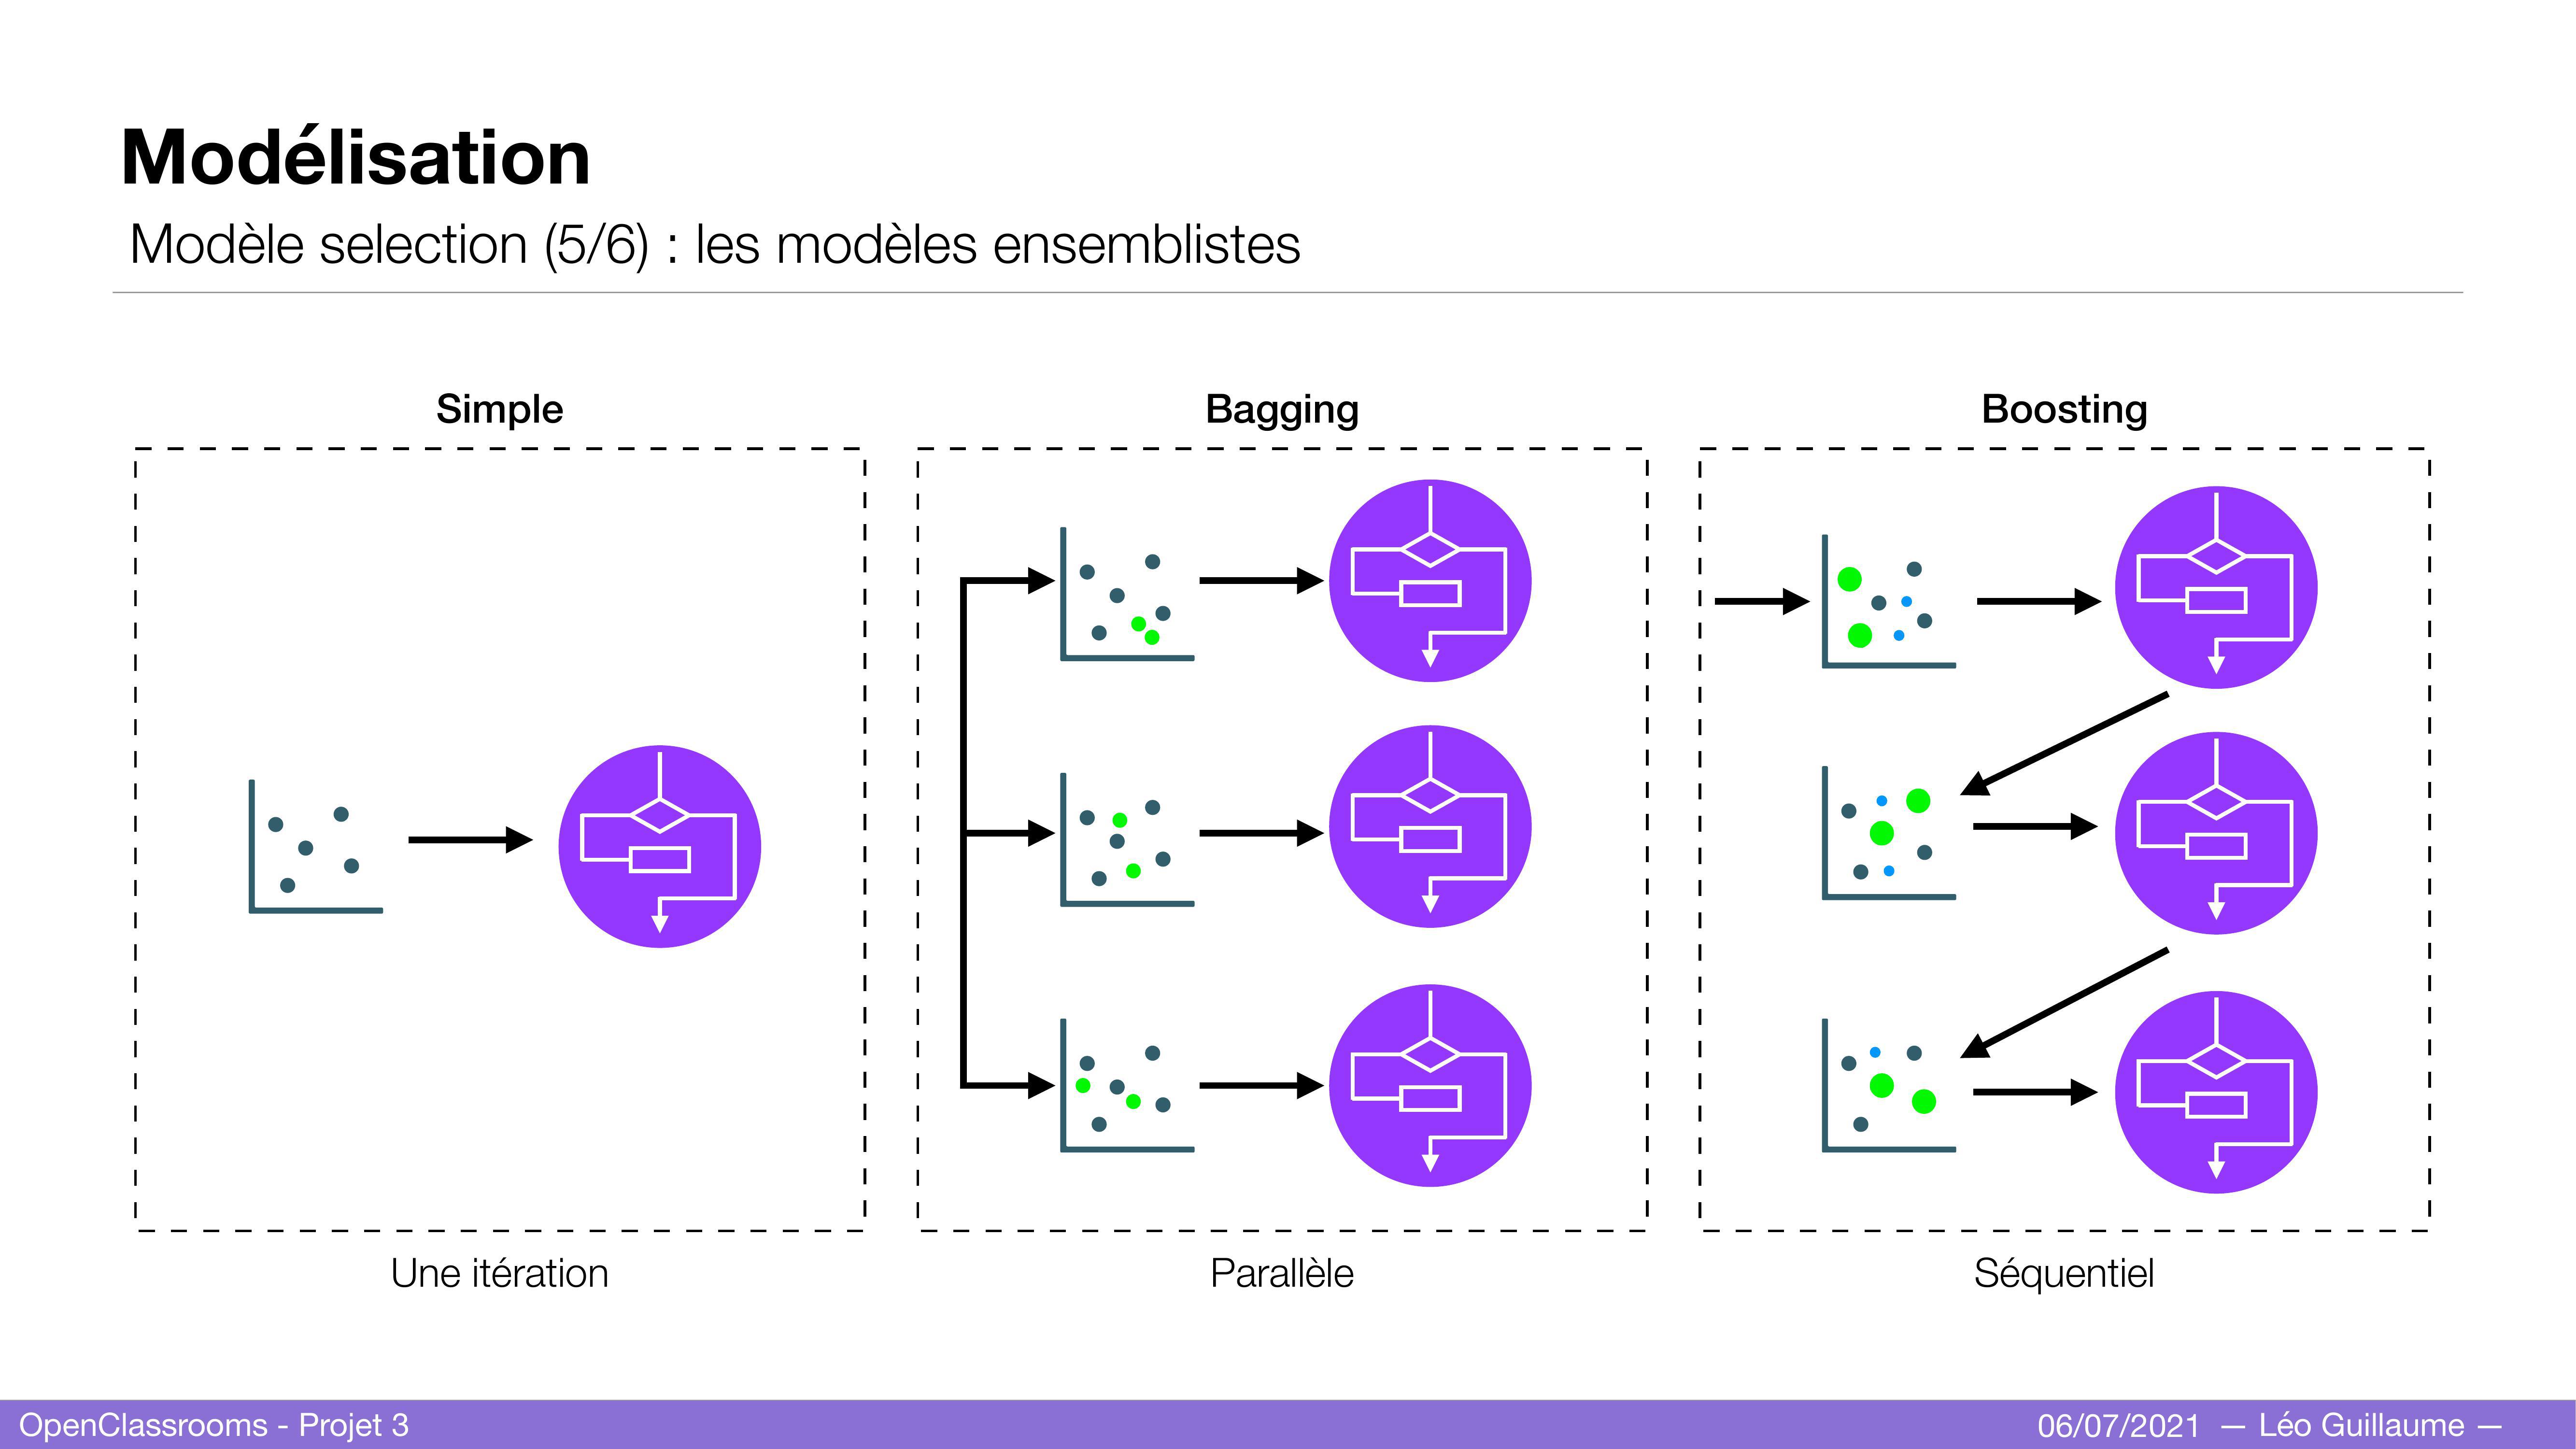 Modélisation
Modèle selection (5/6) : les modèles ensemblistes
Simple
Bagging
Boosting
Une itération
Parallèle
Séquentiel
OpenClassrooms - Projet 3
06/07/2021 — Léo Guillaume —